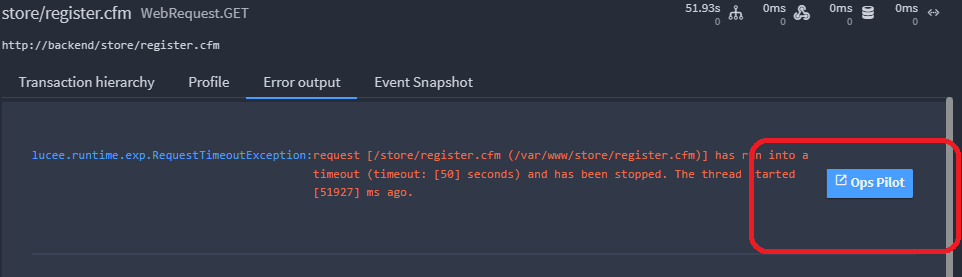 store/register.cfm WebRequest.GET 51.93s 0ms 0ms 0ms
0 0 0 0
http://backend/store/register.cfm
Transaction hierarchy Profile Error output Event Snapshot
lucee.runtime.exp.RequestTimeoutException: request [/store/register.cfm (/var/www/store/register.cfm)] has run into a
timeout (timeout: [50] seconds) and has been stopped. The thread started
[51927] ms ago.
Ops Pilot